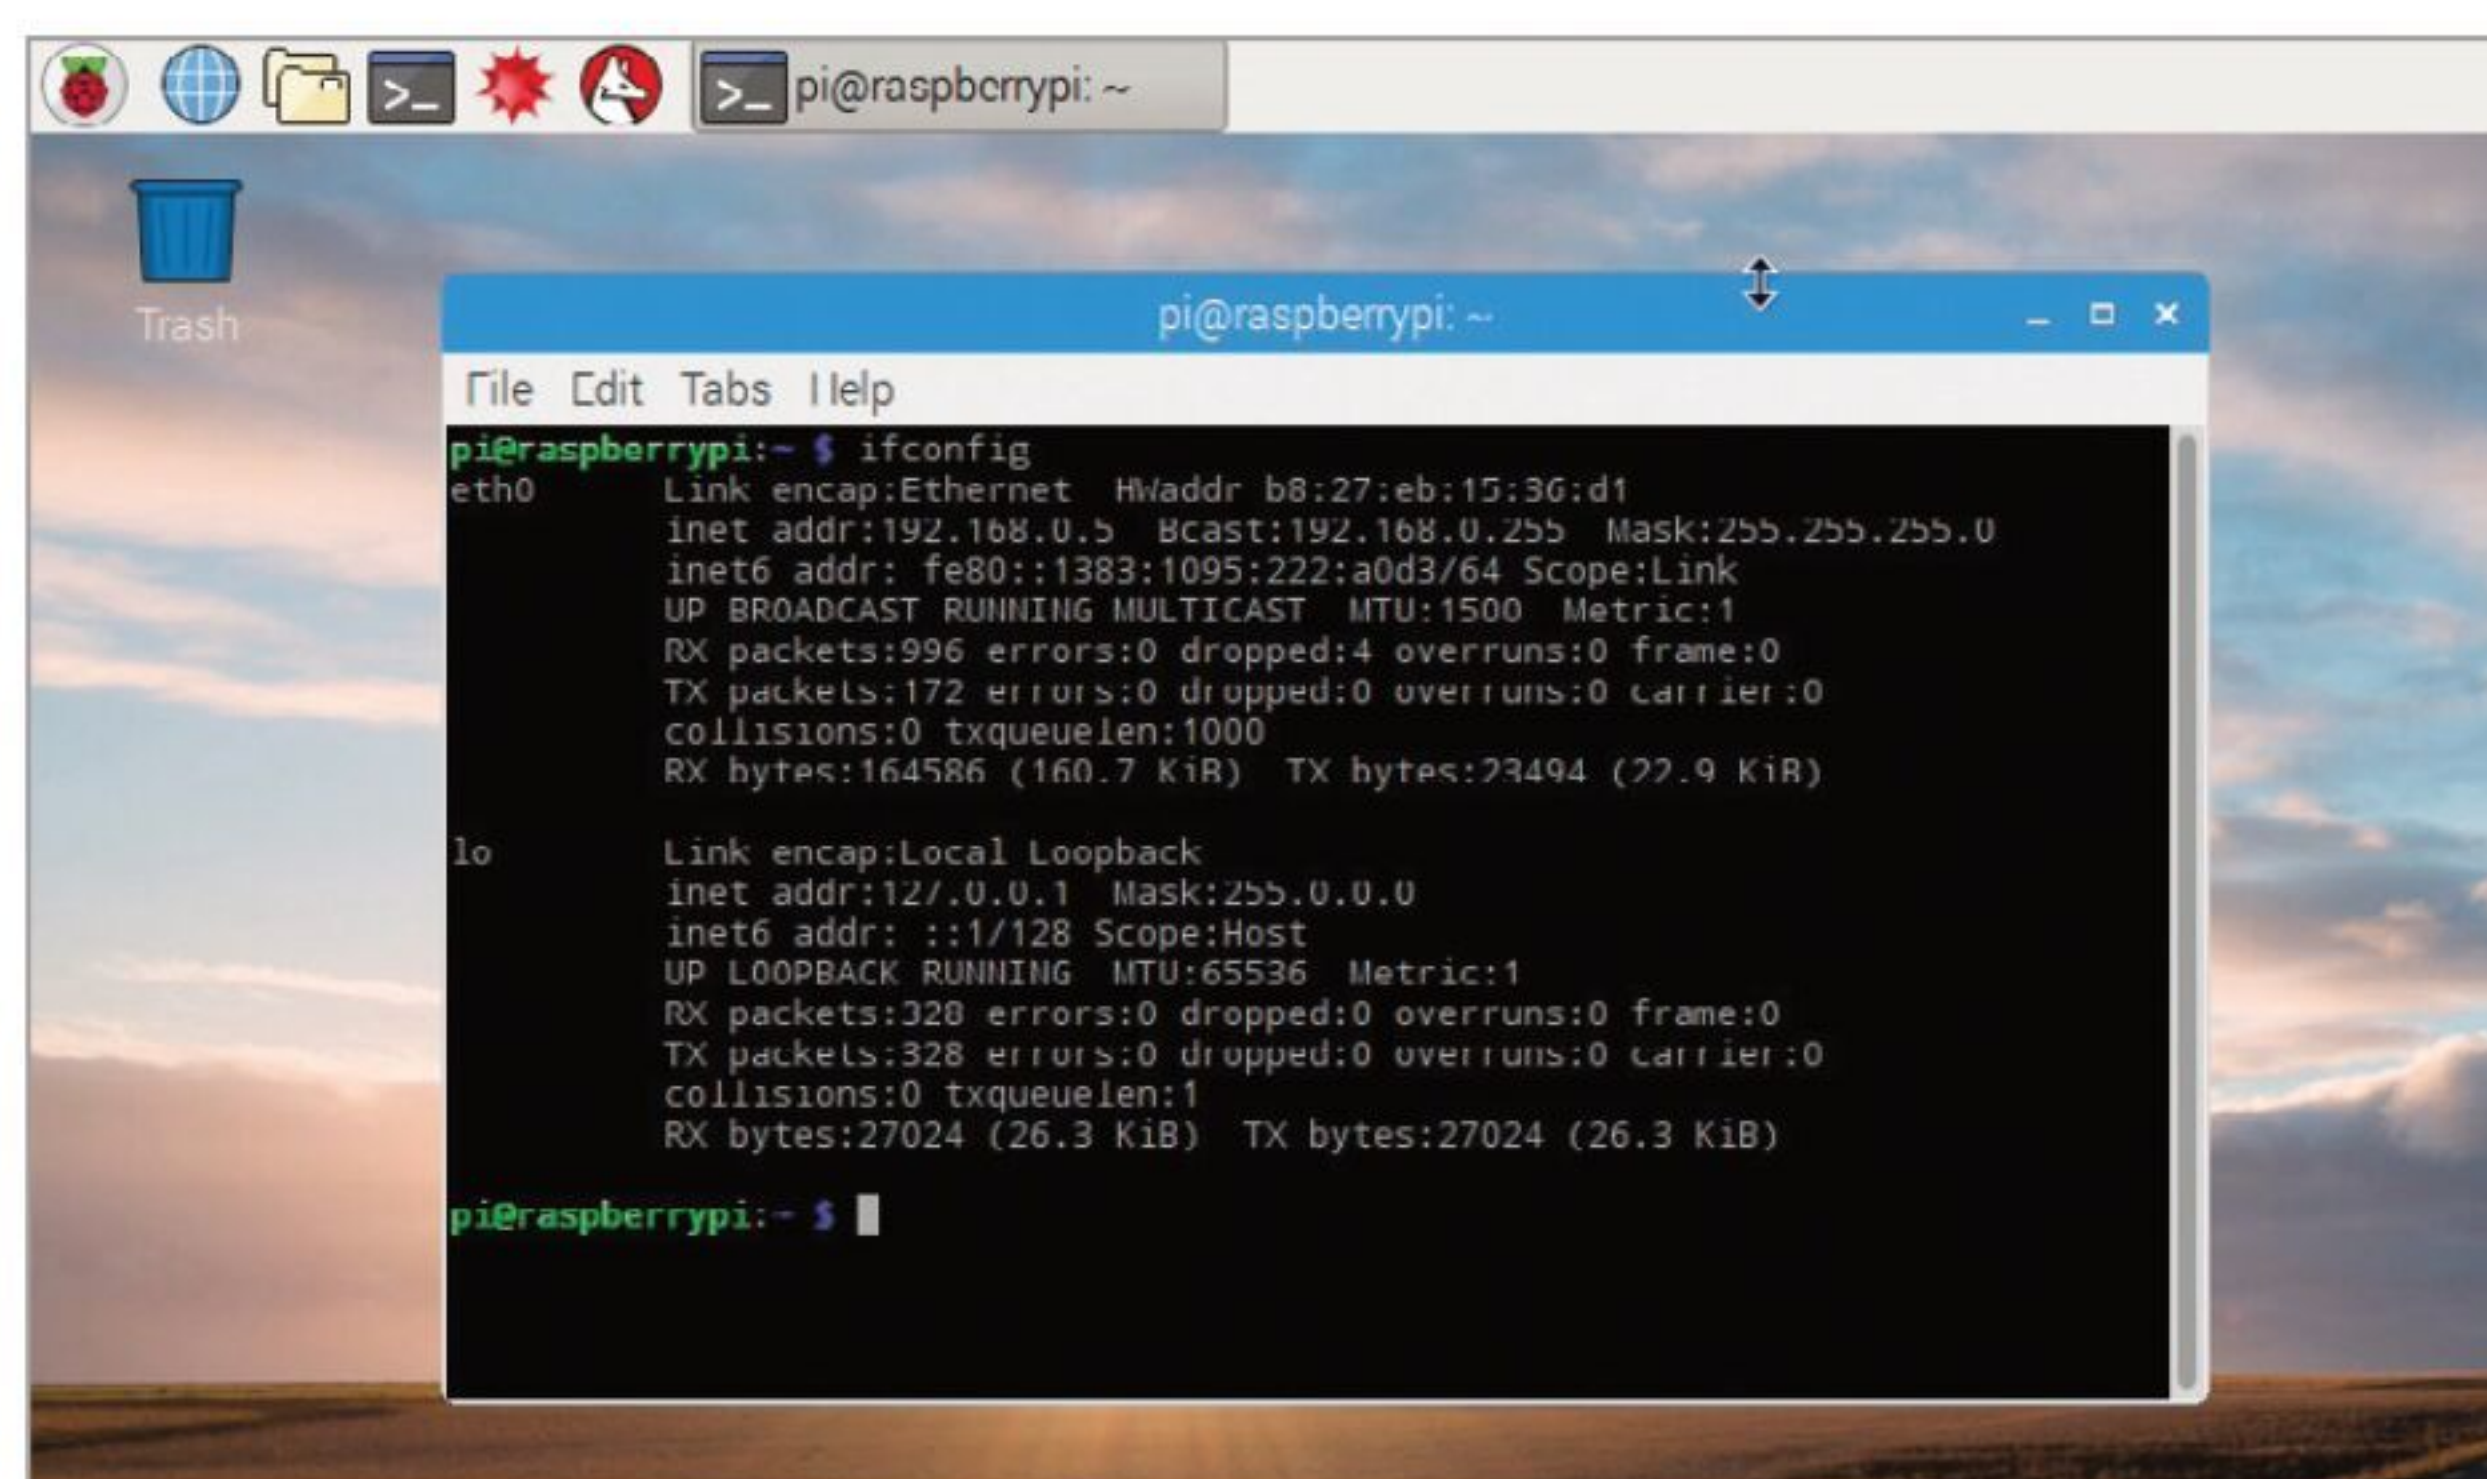 pi@raspberrypi: ~
Trash
pi@raspberrypi: ~
File Edit Tabs Help
pi@raspberrypi:~ $ ifconfig
eth0 Link encap:Ethernet HWaddr b8:27:eb:15:36:d1
inet addr:192.168.0.5 Bcast:192.168.0.255 Mask:255.255.255.0
inet6 addr: fe80::1383:1095:222:a0d3/64 Scope:Link
UP BROADCAST RUNNING MULTICAST MTU:1500 Metric:1
RX packets:996 errors:0 dropped:4 overruns:0 frame:0
TX packets:172 errors:0 dropped:0 overruns:0 carrier:0
collisions:0 txqueuelen:1000
RX bytes:164586 (160.7 KiB) TX bytes:23494 (22.9 KiB)
lo Link encap:Local Loopback
inet addr:127.0.0.1 Mask:255.0.0.0
inet6 addr: ::1/128 Scope:Host
UP LOOPBACK RUNNING MTU:65536 Metric:1
RX packets:328 errors:0 dropped:0 overruns:0 frame:0
TX packets:328 errors:0 dropped:0 overruns:0 carrier:0
collisions:0 txqueuelen:1
RX bytes:27024 (26.3 KiB) TX bytes:27024 (26.3 KiB)
pi@raspberrypi:~ $